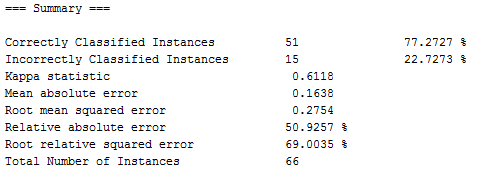 === Summary ===
Correctly Classified Instances 51 77.2727 %
Incorrectly Classified Instances 15 22.7273 %
Kappa statistic 0.6118
Mean absolute error 0.1638
Root mean squared error 0.2754
Relative absolute error 50.9257 %
Root relative squared error 69.0035 %
Total Number of Instances 66